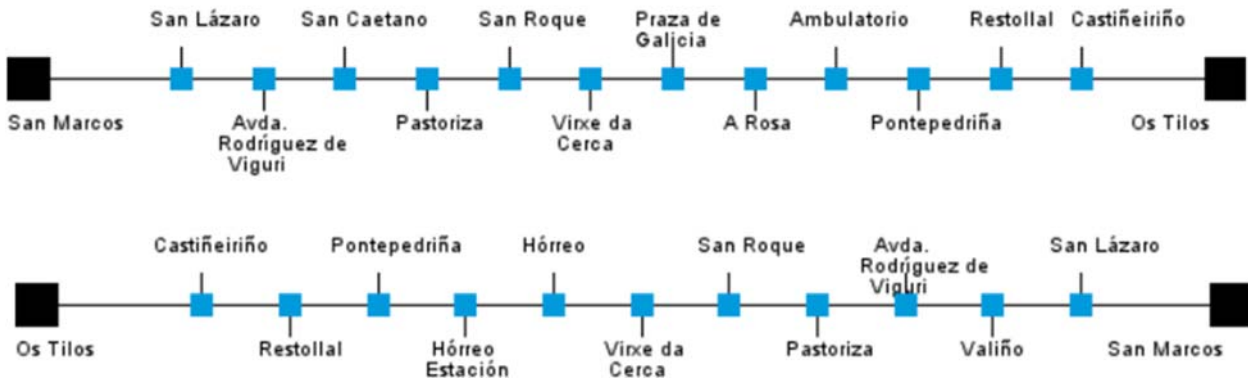 San Lázaro
San Caetano
San Roque
Praza de
Galicia
Ambulatorio
Restollal
Castiñeiriño
San Marcos
Avda.
Rodríguez de
Viguri
Pastoriza
Virxe da
Cerca
A Rosa
Pontepedriña
Os Tilos
Castiñeiriño
Pontepedriña
Hórreo
San Roque
Avda.
Rodríguez de
Viguri
San Lázaro
Os Tilos
Restollal
Hórreo
Estación
Virxe da
Cerca
Pastoriza
Valiño
San Marcos